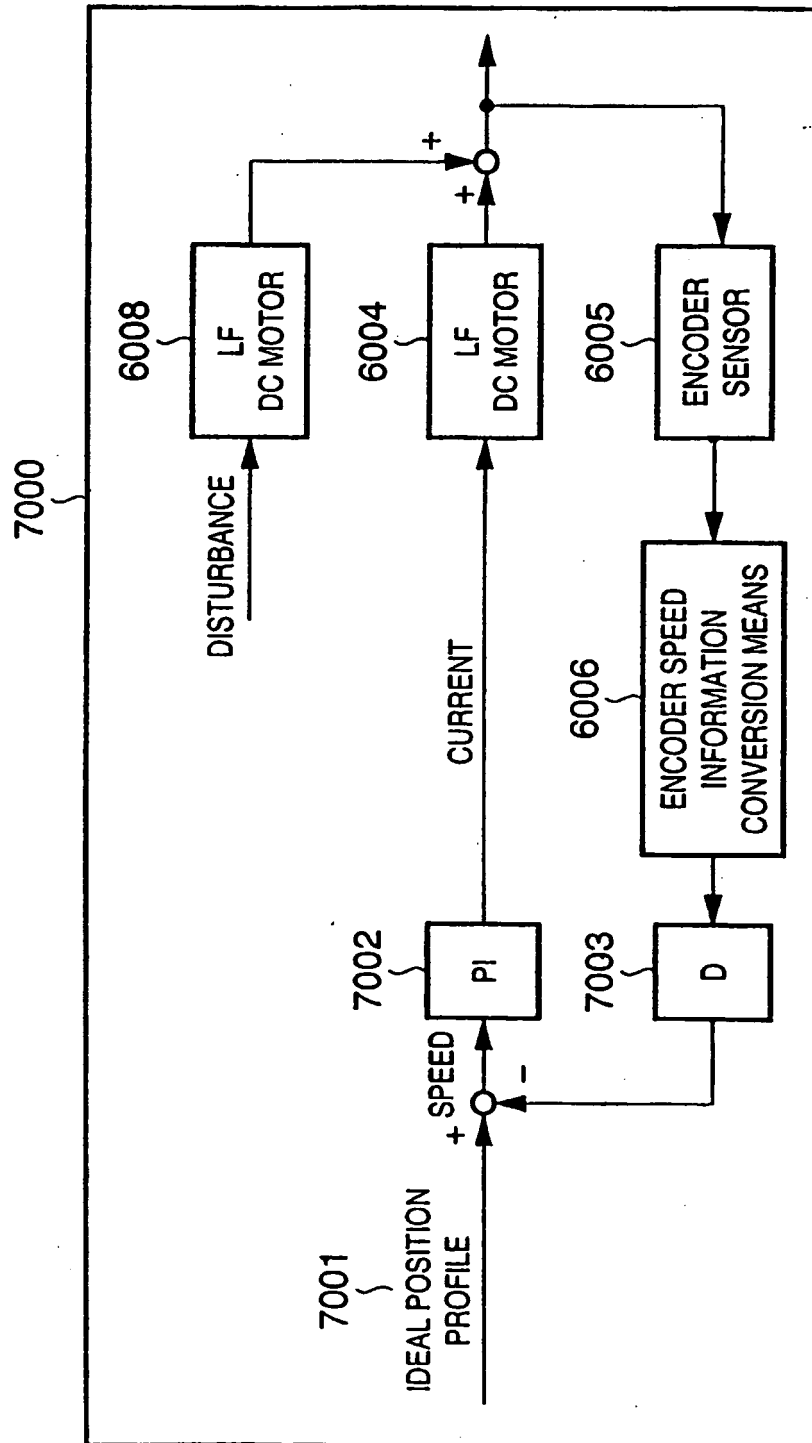 7000
7001
IDEAL POSITION
PROFILE
+
SPEED
-
7002
PI
CURRENT
DISTURBANCE
6008
LF
DC MOTOR
6004
LF
DC MOTOR
+
+
7003
D
6006
ENCODER SPEED
INFORMATION
CONVERSION MEANS
6005
ENCODER
SENSOR